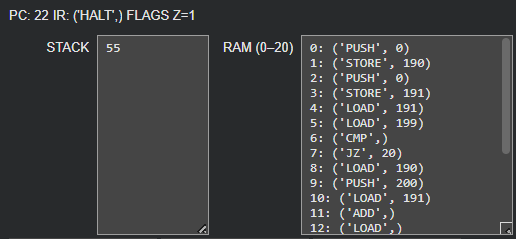 PC: 22 IR: ('HALT',) FLAGS Z=1
STACK
55
RAM (0–20)
0: ('PUSH', 0)
1: ('STORE', 190)
2: ('PUSH', 0)
3: ('STORE', 191)
4: ('LOAD', 191)
5: ('LOAD', 199)
6: ('CMP',)
7: ('JZ', 20)
8: ('LOAD', 190)
9: ('PUSH', 200)
10: ('LOAD', 191)
11: ('ADD',)
12: ('LOAD',)